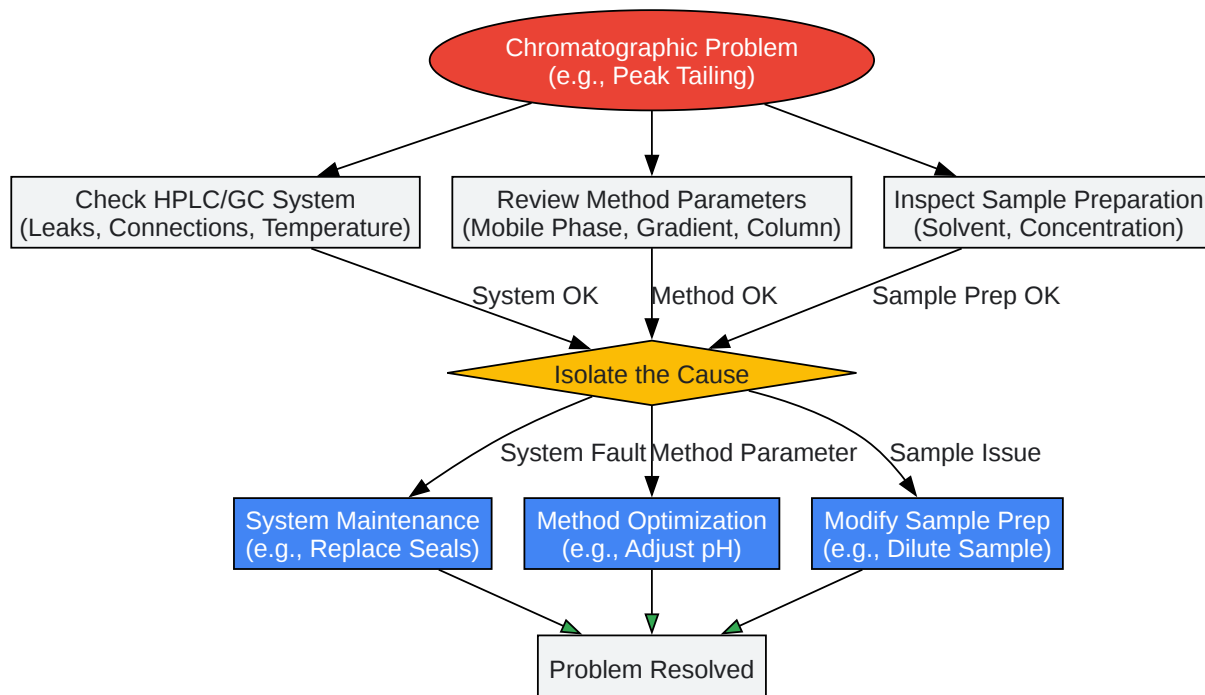 Chromatographic Problem
(e.g., Peak Tailing)
Check HPLC/GC System
(Leaks, Connections, Temperature)
Review Method Parameters
(Mobile Phase, Gradient, Column)
Inspect Sample Preparation
(Solvent, Concentration)
System OK
Method OK
Sample Prep OK
Isolate the Cause
System Fault
Method Parameter
Sample Issue
System Maintenance
(e.g., Replace Seals)
Method Optimization
(e.g., Adjust pH)
Modify Sample Prep
(e.g., Dilute Sample)
Problem Resolved